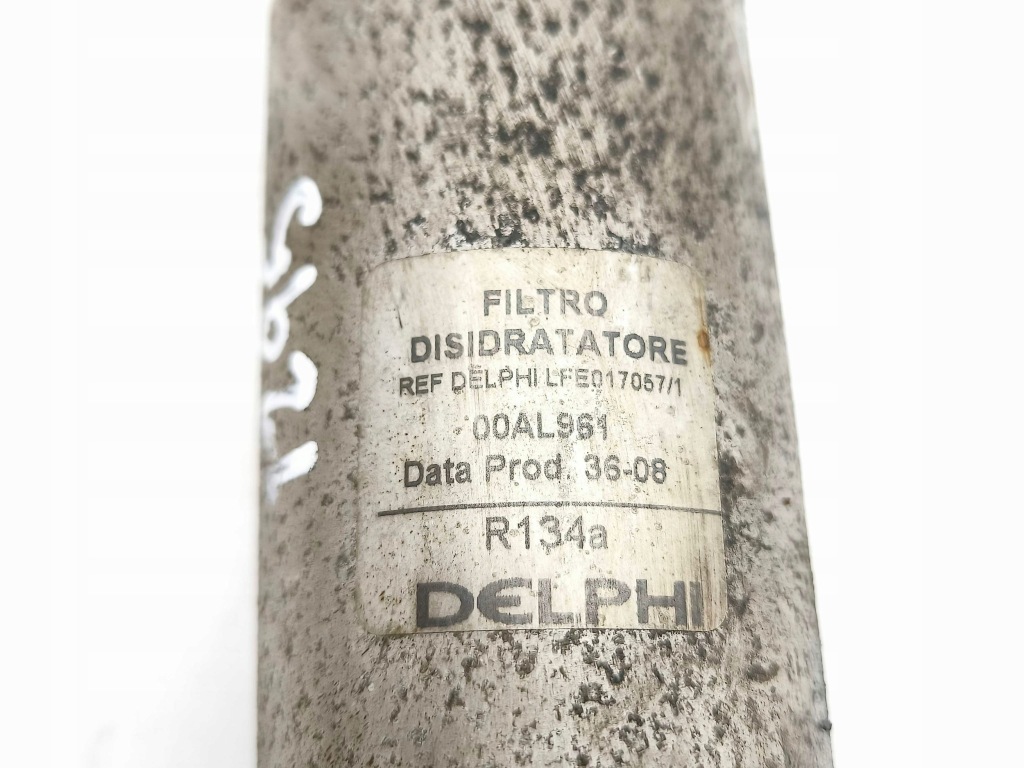 FILTRO
DISIDRATATORE
REF DELPHI LFE017057/1
00AL961
Data Prod. 36-08
R134a
DELPHI